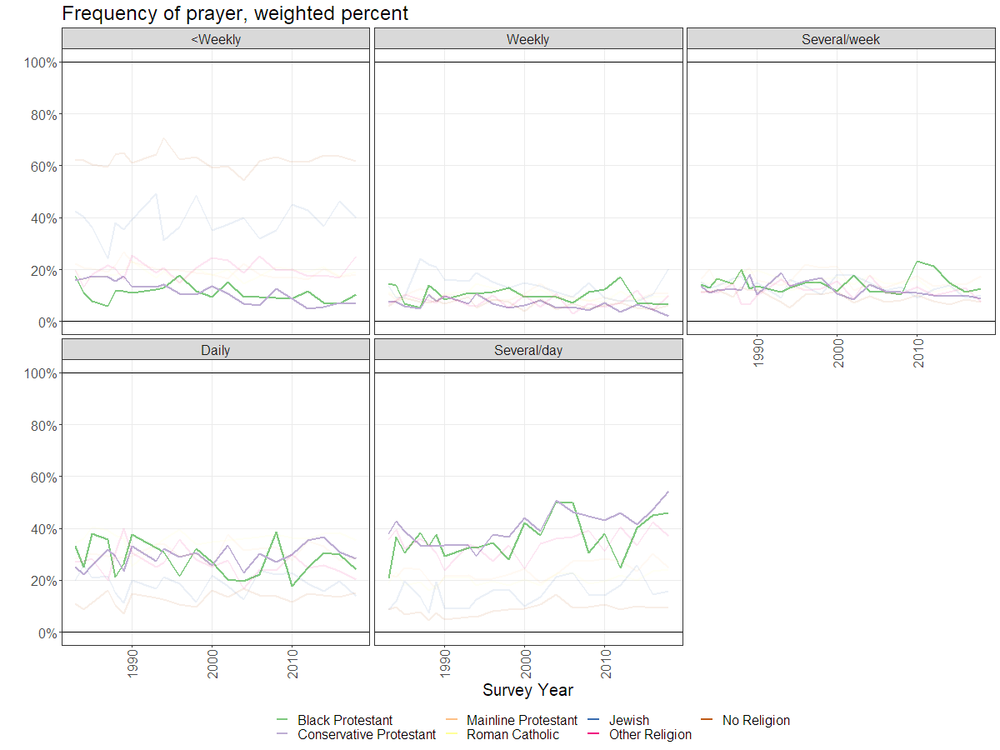 Frequency of prayer, weighted percent
<Weekly
Weekly
Several/week
100%
80%
60%
40%
20%
0%
Daily
Several/day
1990
2000
2010
100%
80%
60%
40%
20%
0%
1990
2000
2010
1990
2000
2010
Survey Year
Black Protestant
Mainline Protestant
Jewish
No Religion
Conservative Protestant
Roman Catholic
Other Religion